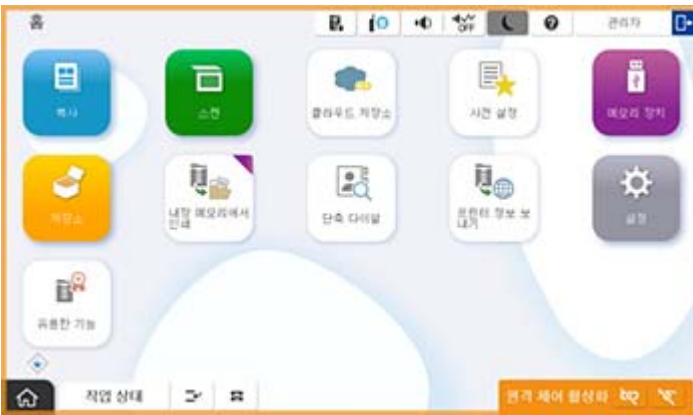 홈
OFF
관리자
복사
스캔
클라우드 저장소
사전 설정
메모리 장치
저장소
내장 메모리에서
인쇄
단축 다이얼
프린터 정보 보
내기
설정
유용한 기능
작업 상태
원격 제어 활성화